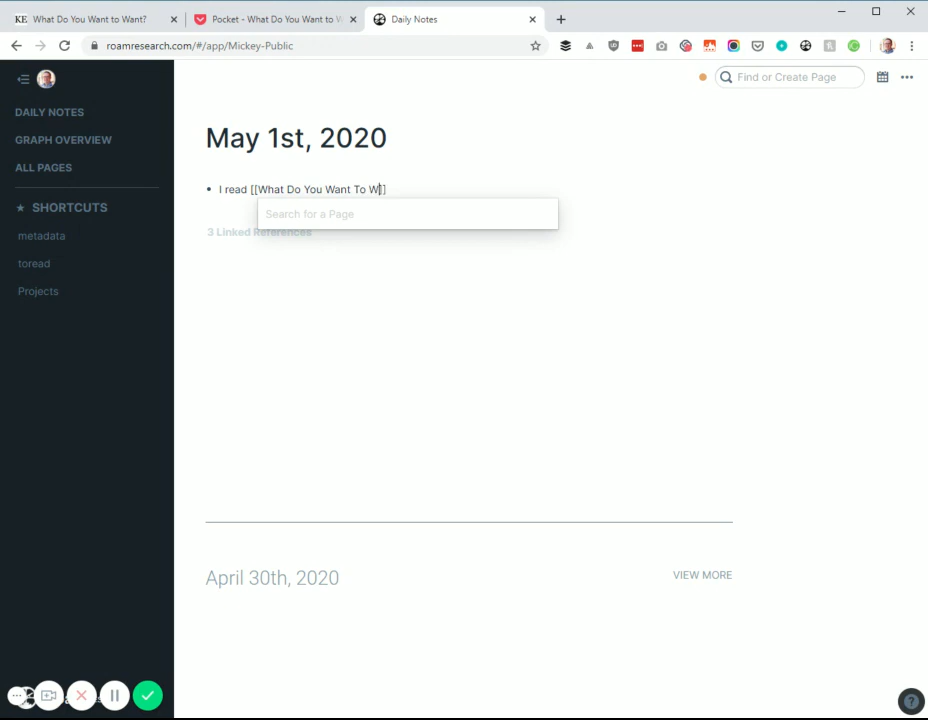 KE What Do You Want to Want?
Pocket - What Do You Want to W
Daily Notes
roamresearch.com/#/app/Mickey-Public
Find or Create Page
DAILY NOTES
GRAPH OVERVIEW
ALL PAGES
SHORTCUTS
metadata
toread
Projects
May 1st, 2020
I read [[What Do You Want To W]]
Search for a Page
3 Linked References
April 30th, 2020
VIEW MORE
?